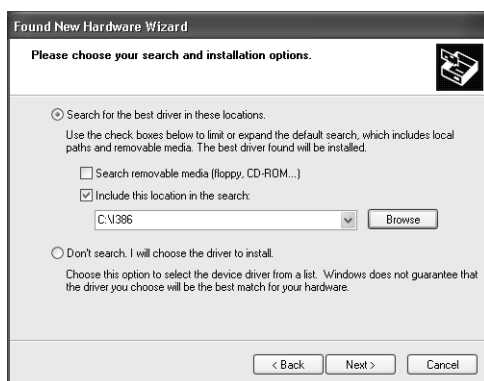 Found New Hardware Wizard
Please choose your search and installation options.
Search for the best driver in these locations.
Use the check boxes below to limit or expand the default search, which includes local
paths and removable media. The best driver found will be installed.
Search removable media (floppy, CD-ROM...)
Include this location in the search:
C:\I386
Browse
Don't search. I will choose the driver to install.
Choose this option to select the device driver from a list. Windows does not guarantee that
the driver you choose will be the best match for your hardware.
< Back
Next >
Cancel